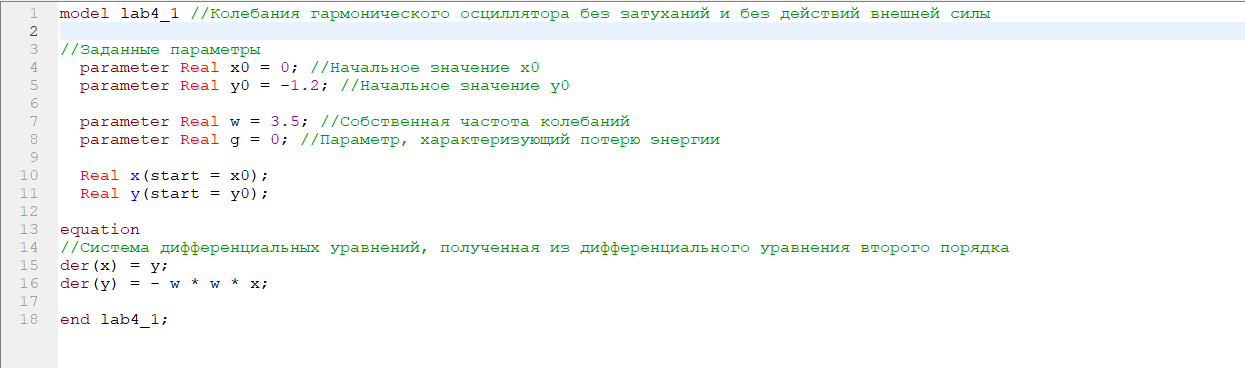 1 model lab4_1 //Колебания гармонического осциллятора без затуханий и без действий внешней силы
2
3 //Заданные параметры
4 parameter Real x0 = 0; //Начальное значение x0
5 parameter Real y0 = -1.2; //Начальное значение y0
6
7 parameter Real w = 3.5; //Собственная частота колебаний
8 parameter Real g = 0; //Параметр, характеризующий потерю энергии
9
10 Real x(start = x0);
11 Real y(start = y0);
12
13 equation
14 //Система дифференциальных уравнений, полученная из дифференциального уравнения второго порядка
15 der(x) = y;
16 der(y) = - w * w * x;
17
18 end lab4_1;